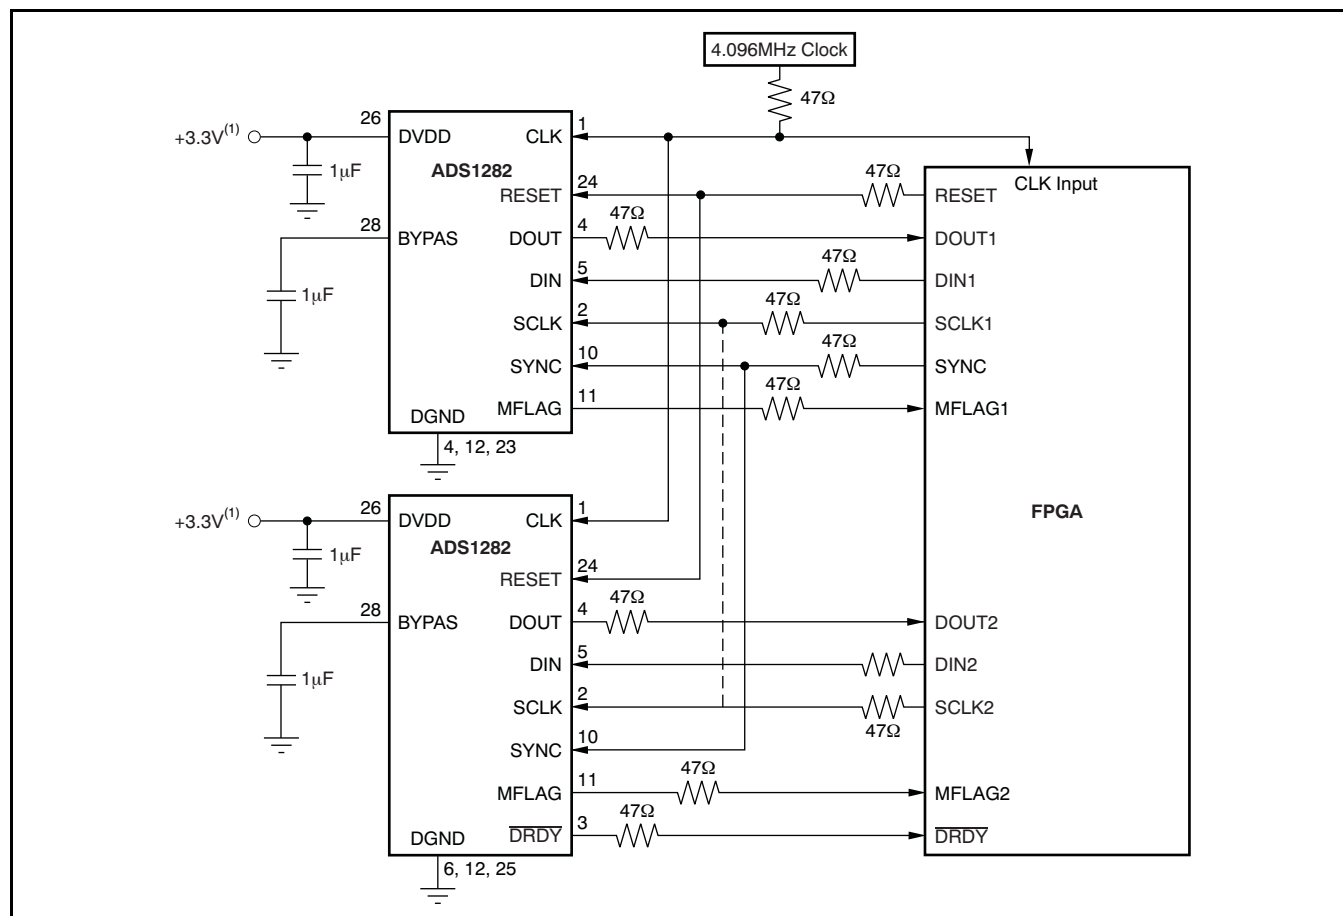 4.096MHz Clock
47Ω
+3.3V(1)
26
DVDD
CLK
1
ADS1282
1μF
CLK Input
RESET
24
47Ω
RESET
28
BYPAS
DOUT
4
47Ω
DOUT1
DIN
5
47Ω
DIN1
1μF
SCLK
2
47Ω
SCLK1
SYNC
10
47Ω
SYNC
MFLAG
11
47Ω
MFLAG1
DGND
4, 12, 23
FPGA
+3.3V(1)
26
DVDD
CLK
1
ADS1282
1μF
RESET
24
28
BYPAS
DOUT
4
47Ω
DOUT2
DIN
5
DIN2
1μF
SCLK
2
47Ω
SCLK2
SYNC
10
MFLAG
11
47Ω
MFLAG2
DRDY
3
47Ω
DRDY
DGND
6, 12, 25